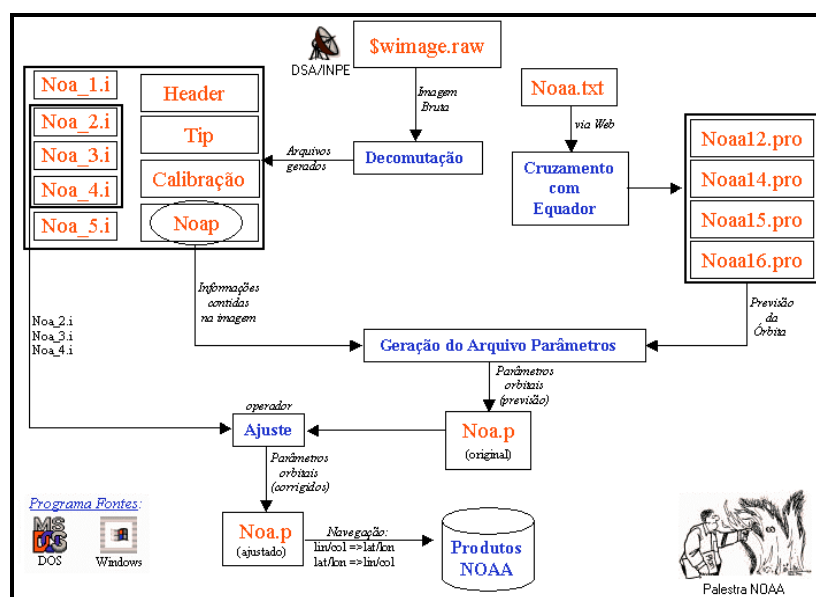 $wimage.raw
DSA/INPE
Imagem
Bruta
Noa_1.i
Noa_2.i
Noa_3.i
Noa_4.i
Noa_5.i
Header
Tip
Calibração
Noap
Arquivos
gerados
Decomutação
Noaa.txt
via Web
Cruzamento
com
Equador
Noaa12.pro
Noaa14.pro
Noaa15.pro
Noaa16.pro
Informações
contidas
na imagem
Previsão
da
Órbita
Noa_2.i
Noa_3.i
Noa_4.i
Geração do Arquivo Parâmetros
Parâmetros
orbitais
(previsão)
operador
Ajuste
Noa.p
(original)
Parâmetros
orbitais
(corrigidos)
Programa Fontes:
MS
DOS
DOS
Windows
Noa.p
(ajustado)
Navegação:
lin/col =>lat/lon
lat/lon =>lin/col
Produtos
NOAA
Palestra NOAA